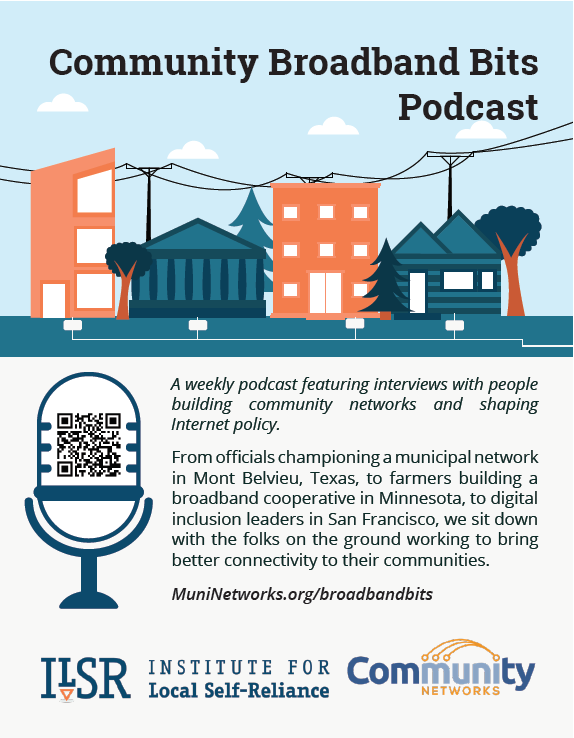 Community Broadband Bits
Podcast
A weekly podcast featuring interviews with people
building community networks and shaping
Internet policy.
From officials championing a municipal network
in Mont Belvieu, Texas, to farmers building a
broadband cooperative in Minnesota, to digital
inclusion leaders in San Francisco, we sit down
with the folks on the ground working to bring
better connectivity to their communities.
MuniNetworks.org/broadbandbits
ILSR
INSTITUTE FOR
Local Self-Reliance
Community
NETWORKS